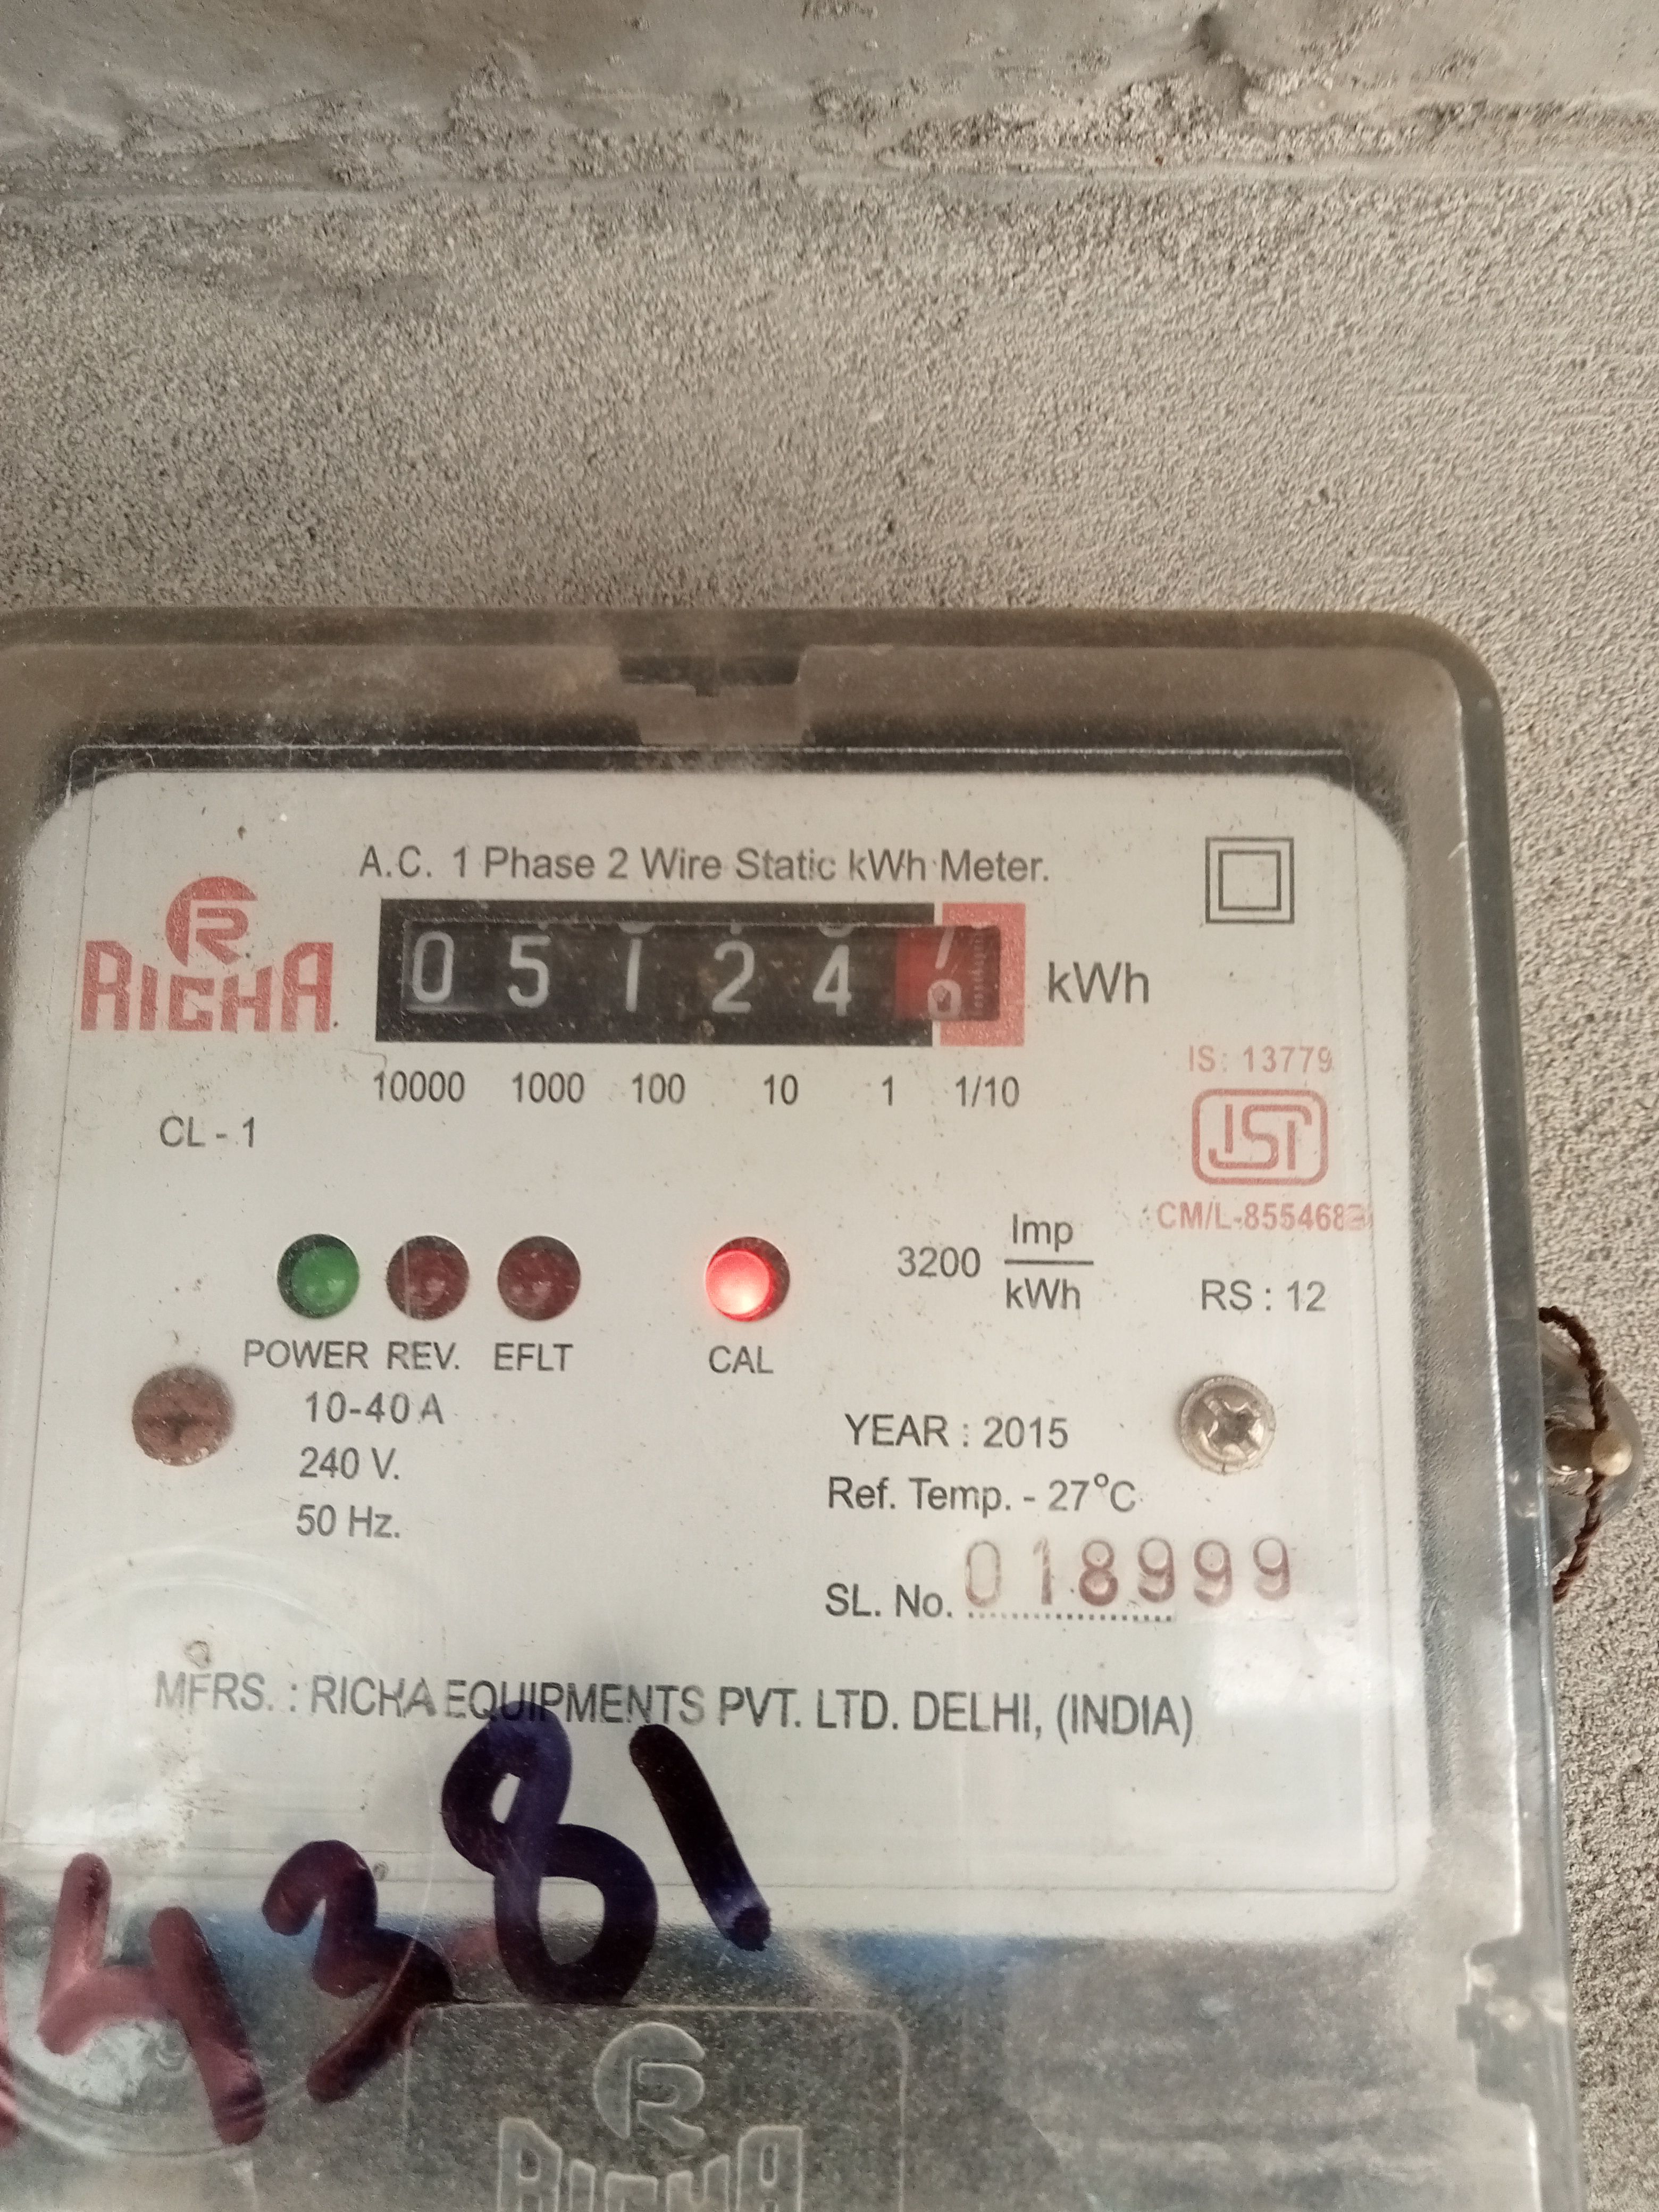 A.C. 1 Phase 2 Wire Static kWh Meter.
R
RICHA
0 5 1 2 4
kWh
10000 1000 100 10 1 1/10
CL - 1
IS: 13779
ISI
3200 Imp/kWh
RS : 12
POWER REV. EFLT CAL
10-40 A
240 V.
50 Hz.
YEAR : 2015
Ref. Temp. - 27°C
SL. No. 018999
MFRS. : RICHA EQUIPMENTS PVT. LTD. DELHI, (INDIA)
4381
R
RICHA